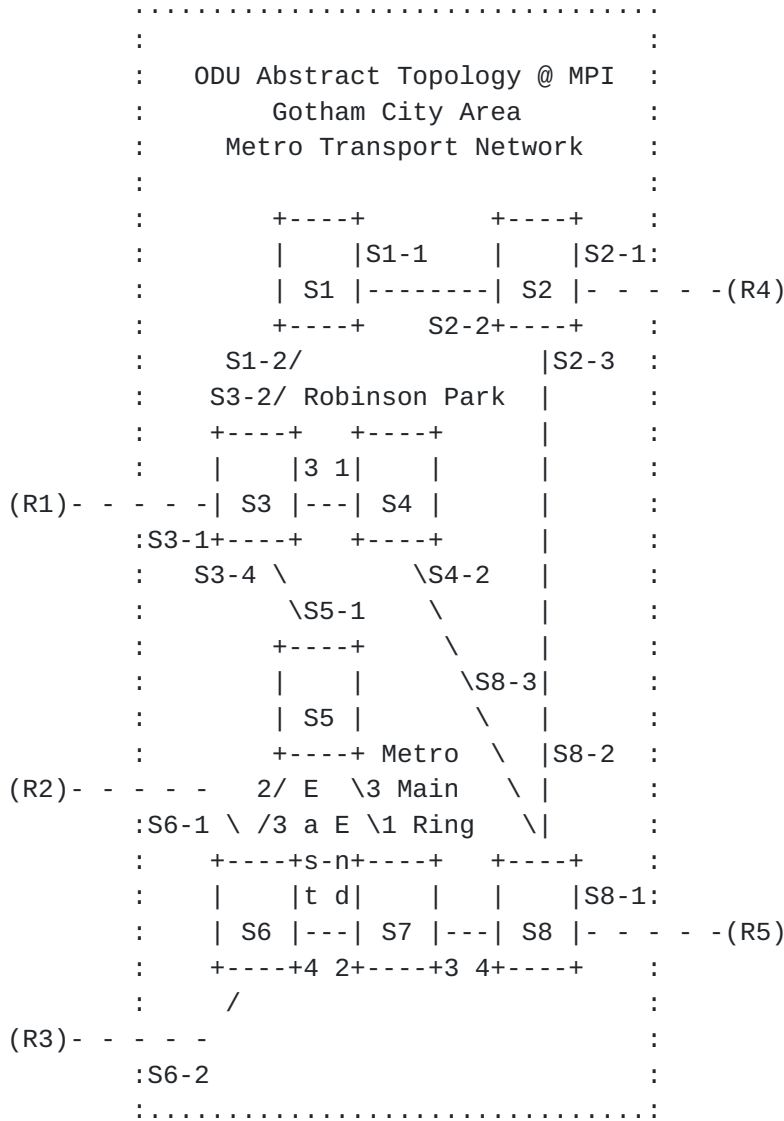 ..................................
:                                :
:   ODU Abstract Topology @ MPI  :
:        Gotham City Area        :
:     Metro Transport Network    :
:                                :
:        +----+        +----+    :
:        |    |S1-1    |    |S2-1:
:        | S1 |--------| S2 |- - - - -(R4)
:        +----+    S2-2+----+    :
:     S1-2/               |S2-3  :
:    S3-2/ Robinson Park  |      :
:    +----+   +----+      |      :
:    |    |3 1|    |      |      :
(R1)- - - - -| S3 |---| S4 |      |      :
:S3-1+----+   +----+      |      :
:   S3-4 \        \S4-2   |      :
:         \S5-1    \      |      :
:        +----+     \     |      :
:        |    |      \S8-3|      :
:        | S5 |       \   |      :
:        +----+ Metro  \  |S8-2  :
(R2)- - - - -   2/ E  \3 Main   \ |      :
:S6-1 \ /3 a E \1 Ring   \|      :
:    +----+s-n+----+   +----+    :
:    |    |t d|    |   |    |S8-1:
:    | S6 |---| S7 |---| S8 |- - - - -(R5)
:    +----+4 2+----+3 4+----+    :
:     /                          :
(R3)- - - - -                            :
:S6-2                            :
:................................: